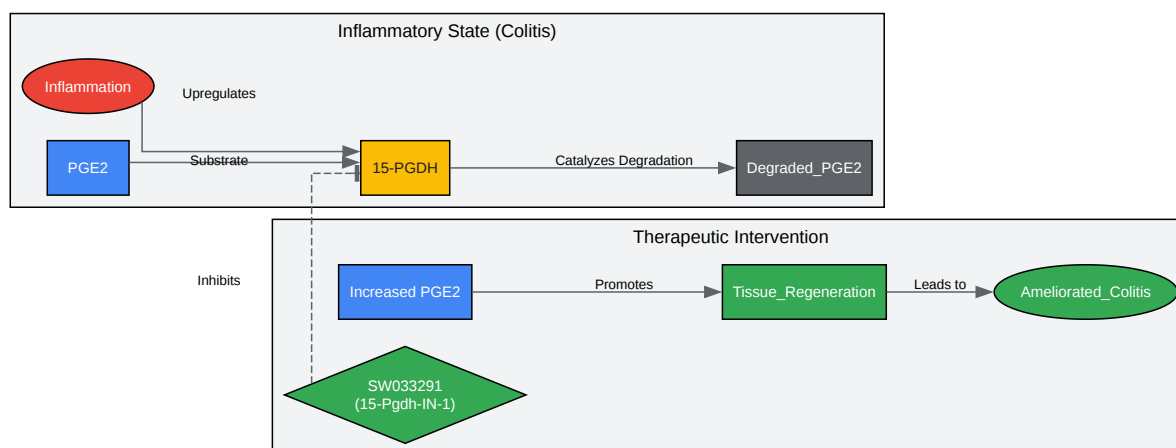 Inflammatory State (Colitis)
Inflammation
Upregulates
PGE2
Substrate
15-PGDH
Catalyzes Degradation
Degraded_PGE2
Therapeutic Intervention
Inhibits
Increased PGE2
Promotes
Tissue_Regeneration
Leads to
Ameliorated_Colitis
SW033291
(15-Pgdh-IN-1)